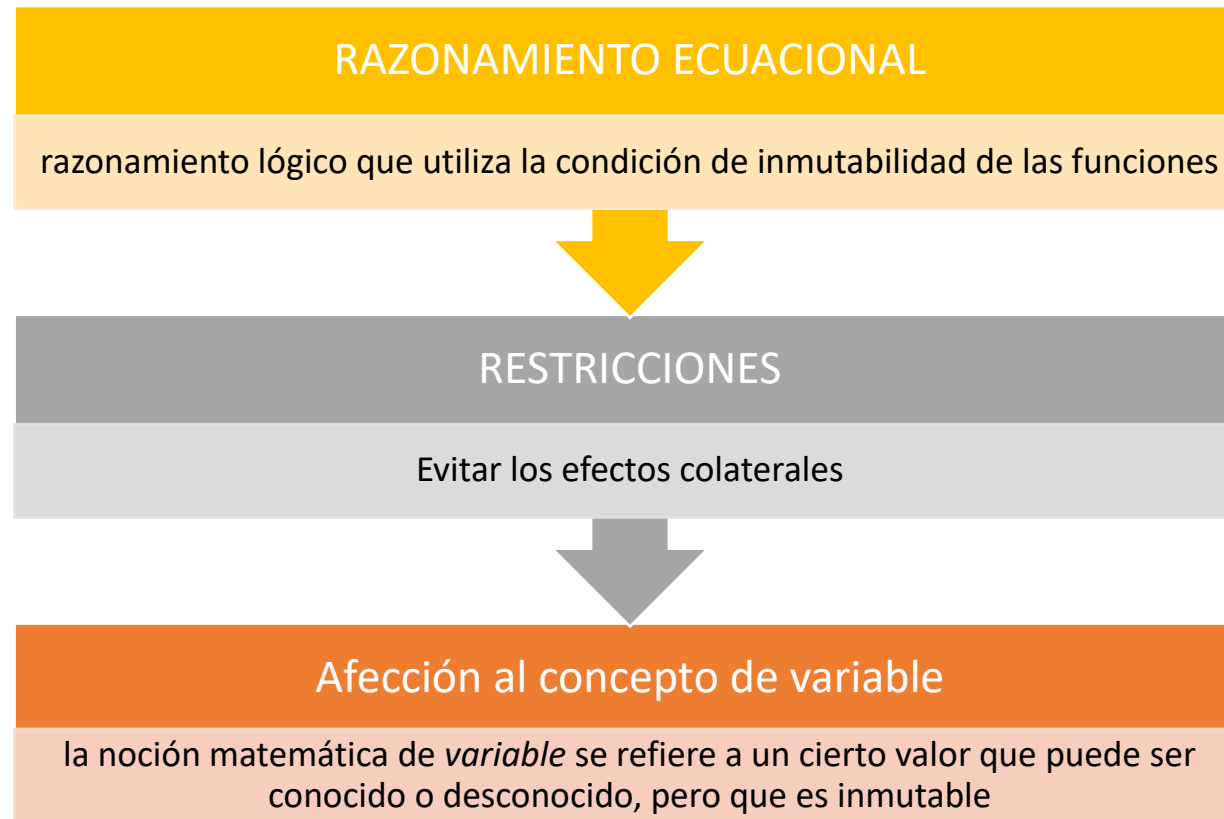 RAZONAMIENTO ECUACIONAL
razonamiento lógico que utiliza la condición de inmutabilidad de las funciones
RESTRICCIONES
Evitar los efectos colaterales
Afección al concepto de variable
la noción matemática de variable se refiere a un cierto valor que puede ser
conocido o desconocido, pero que es inmutable